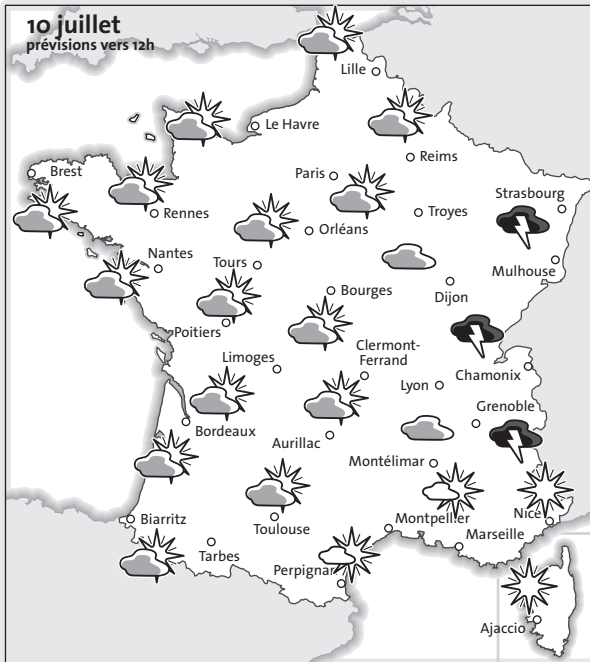 10 juillet
prévisions vers 12h
Lille
Le Havre
Reims
Brest
Paris
Strasbourg
Rennes
Troyes
Orléans
Nantes
Tours
Mulhouse
Bourges
Dijon
Poitiers
Clermont-
Ferrand
Limoges
Chamonix
Lyon
Grenoble
Bordeaux
Aurillac
Montélimar
Nice
Biarritz
Montpellier
Toulouse
Marseille
Tarbes
Perpignan
Ajaccio